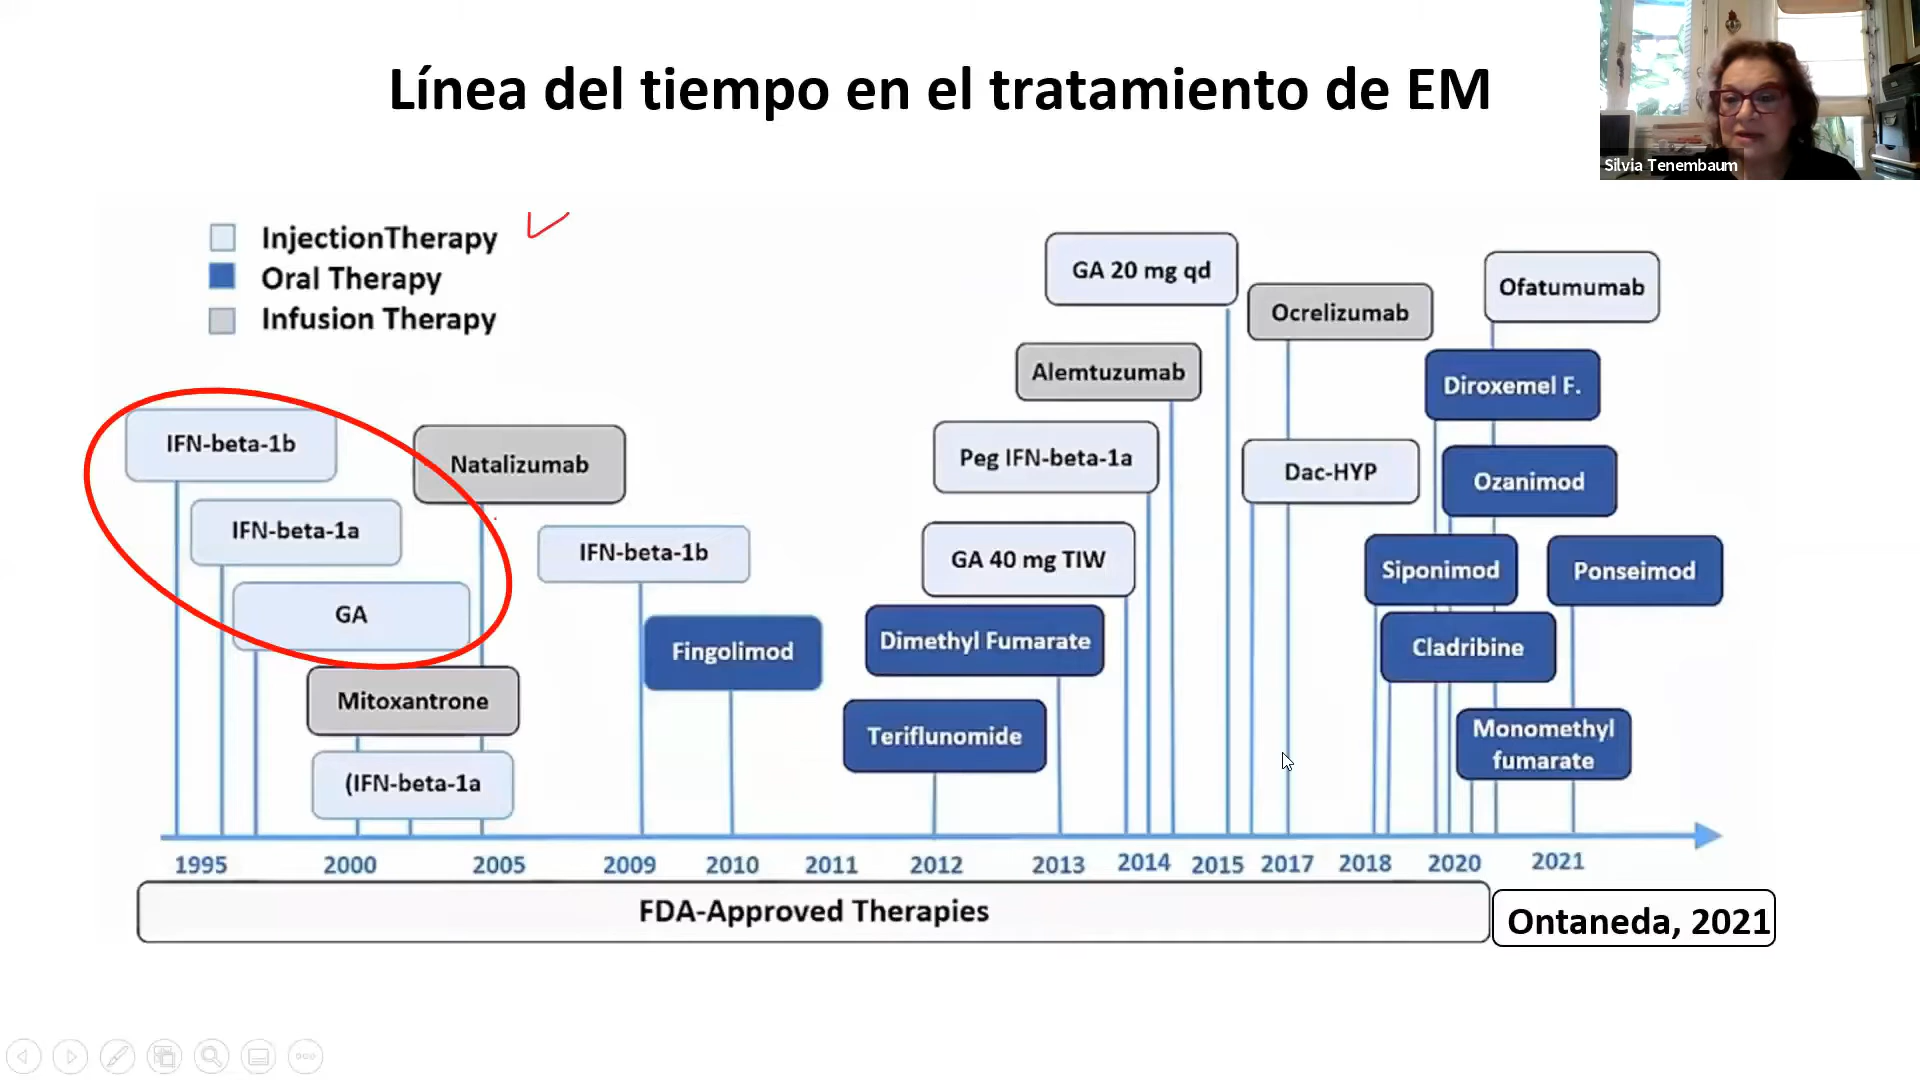 Línea del tiempo en el tratamiento de EM
Silvia Tenembaum
InjectionTherapy
Oral Therapy
Infusion Therapy
GA 20 mg qd
Ofatumumab
Ocrelizumab
Alemtuzumab
Diroxemel F.
IFN-beta-1b
Natalizumab
Peg IFN-beta-1a
Dac-HYP
Ozanimod
IFN-beta-1a
IFN-beta-1b
GA 40 mg TIW
Siponimod
Ponseimod
GA
Fingolimod
Dimethyl Fumarate
Cladribine
Mitoxantrone
Teriflunomide
Monomethyl
fumarate
(IFN-beta-1a
1995 2000 2005 2009 2010 2011 2012 2013 2014 2015 2017 2018 2020 2021
FDA-Approved Therapies
Ontaneda, 2021